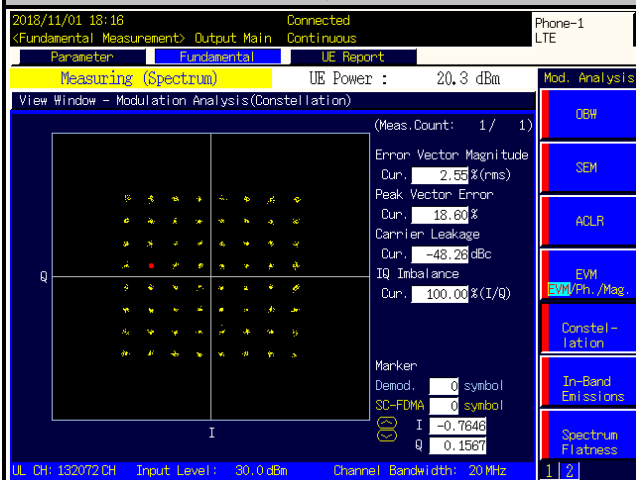 2018/11/01 18:16 Connected Phone-1
<Fundamental Measurement> Output Main Continuous LTE
Parameter Fundamental UE Report
Measuring (Spectrum) UE Power : 20.3 dBm Mod. Analysis
View Window - Modulation Analysis(Constellation)
(Meas.Count: 1/ 1)
OBW
Error Vector Magnitude
Cur. 2.55 %(rms)
SEM
Peak Vector Error
Cur. 18.60 %
ACLR
Carrier Leakage
Cur. -48.26 dBc
IQ Imbalance
Cur. 100.00 %(I/Q)
EVM
EVM/Ph./Mag.
Q
Constel-
lation
Marker
Demod. 0 symbol
SC-FDMA 0 symbol
In-Band
Emissions
I -0.7646
Q 0.1567
I
Spectrum
Flatness
UL CH: 132072 CH Input Level: 30.0 dBm Channel Bandwidth: 20 MHz 1 2